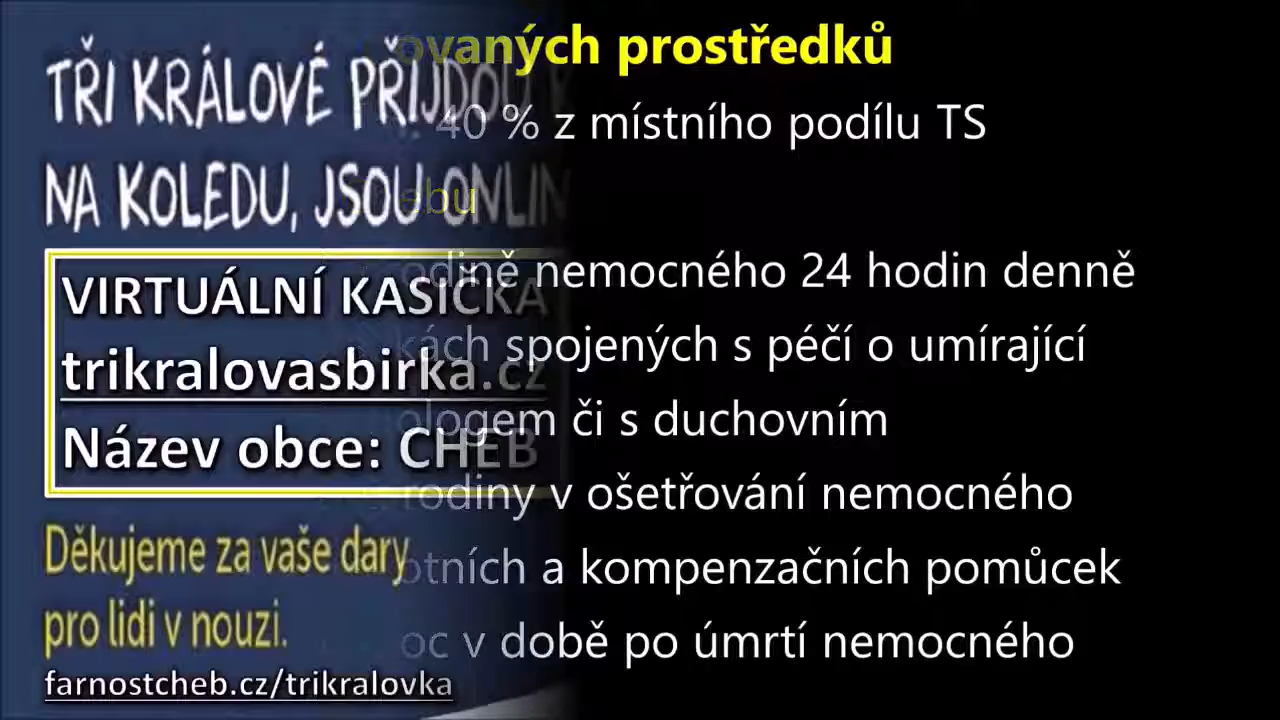 TŘI KRÁLOVÉ PŘIJDOU
NA KOLEDU, JSOU ONLIN
VIRTUÁLNÍ KASIČKA
trikralovasbirka.cz
Název obce: CHEB
Děkujeme za vaše dary
pro lidi v nouzi.
farnostcheb.cz/trikralovka
ovaných prostředků
40 % z místního podílu TS
ebu
odině nemocného 24 hodin denně
kách spojených s péčí o umírající
ologem či s duchovním
rodiny v ošetřování nemocného
otních a kompenzačních pomůcek
oc v době po úmrtí nemocného